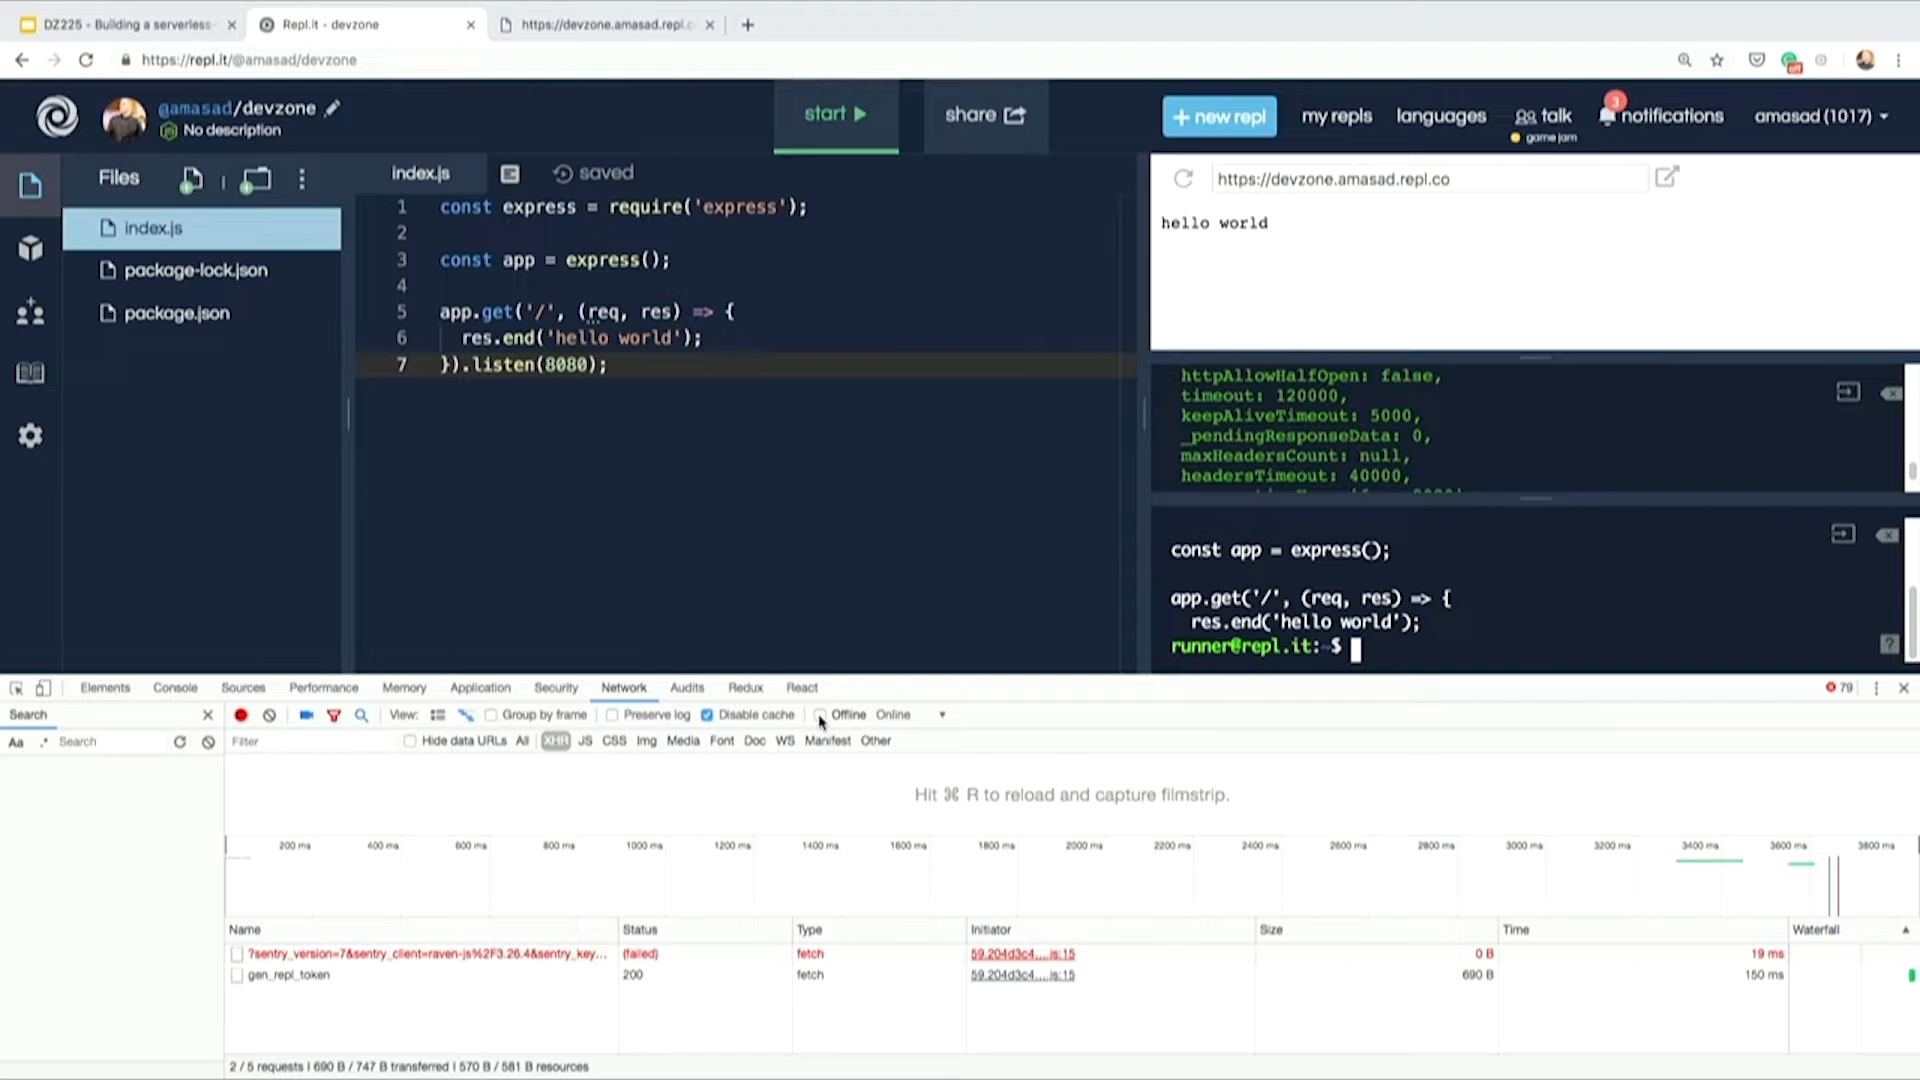 DZ225 - Building a serverless
Repl.it - devzone
https://devzone.amasad.repl.c
https://repl.it/@amasad/devzone
off
@amasad/devzone
No description
start
share
+ new repl
my repls
languages
talk
game jam
3
notifications
amasad (1017)
Files
index.js
package-lock.json
package.json
index.js
saved
1 const express = require('express');
2
3 const app = express();
4
5 app.get('/', (req, res) => {
6 res.end('hello world');
7 }).listen(8080);
https://devzone.amasad.repl.co
hello world
httpAllowHalfOpen: false,
timeout: 120000,
keepAliveTimeout: 5000,
_pendingResponseData: 0,
maxHeadersCount: null,
headersTimeout: 40000,
const app = express();
app.get('/', (req, res) => {
res.end('hello world');
runner@repl.it:~$
?
Elements Console Sources Performance Memory Application Security Network Audits Redux React
79
Search
View: Group by frame Preserve log Disable cache Offline Online
Aa .* Search
Filter Hide data URLs All XHR JS CSS Img Media Font Doc WS Manifest Other
Hit ⌘ R to reload and capture filmstrip.
200 ms 400 ms 600 ms 800 ms 1000 ms 1200 ms 1400 ms 1600 ms 1800 ms 2000 ms 2200 ms 2400 ms 2600 ms 2800 ms 3000 ms 3200 ms 3400 ms 3600 ms 3800 ms
Name Status Type Initiator Size Time Waterfall
?sentry_version=7&sentry_client=raven-js%2F3.26.4&sentry_key... (failed) fetch 59.204d3c4....js:15 0 B 19 ms
gen_repl_token 200 fetch 59.204d3c4....js:15 690 B 150 ms
2 / 5 requests | 690 B / 747 B transferred | 570 B / 581 B resources